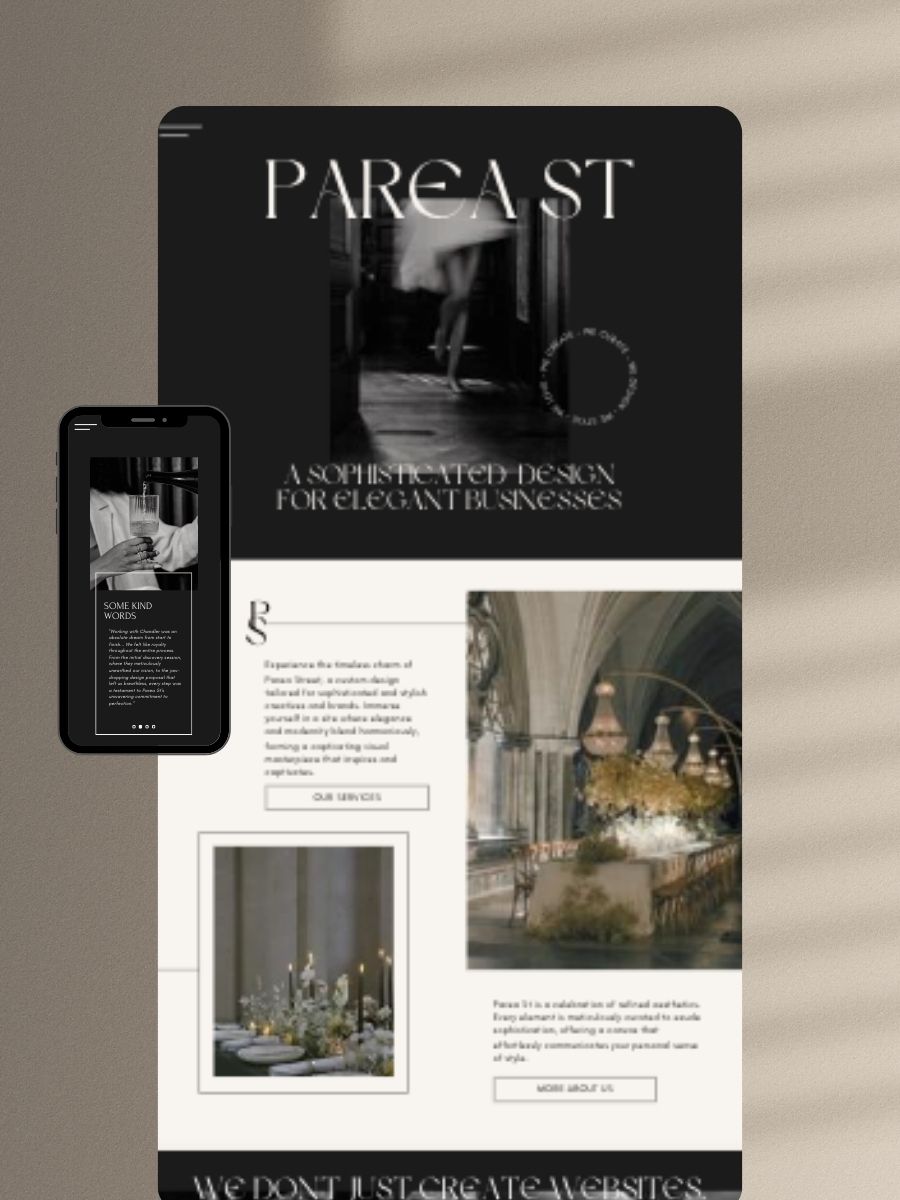 PAREA ST
WE CREATE - WE CURATE - WE DESIGN - WE STYLE - WE LOVE -
A SOPHISTICATED DESIGN
FOR ELEGANT BUSINESSES
SOME KIND
WORDS
"Working with Chandler was an
absolute dream from start to
finish... We felt like royalty
throughout the entire process.
From the initial discovery session,
where they meticulously
unearthed our vision, to the jaw-
dropping design proposal that
left us breathless, every step was
a testament to Parea St's
unwavering commitment to
perfection."
PS
Experience the timeless charm of
Parea Street, a custom design
tailored for sophisticated and stylish
creatives and brands. Immerse
yourself in a site where elegance
and modernity blend harmoniously,
forming a captivating visual
masterpiece that inspires and
captivates.
OUR SERVICES
Parea St is a celebration of refined aesthetics.
Every element is meticulously curated to exude
sophistication, offering a canvas that
effortlessly communicates your personal sense
of style.
MORE ABOUT US
WE DONT JUST CREATE WEBSITES